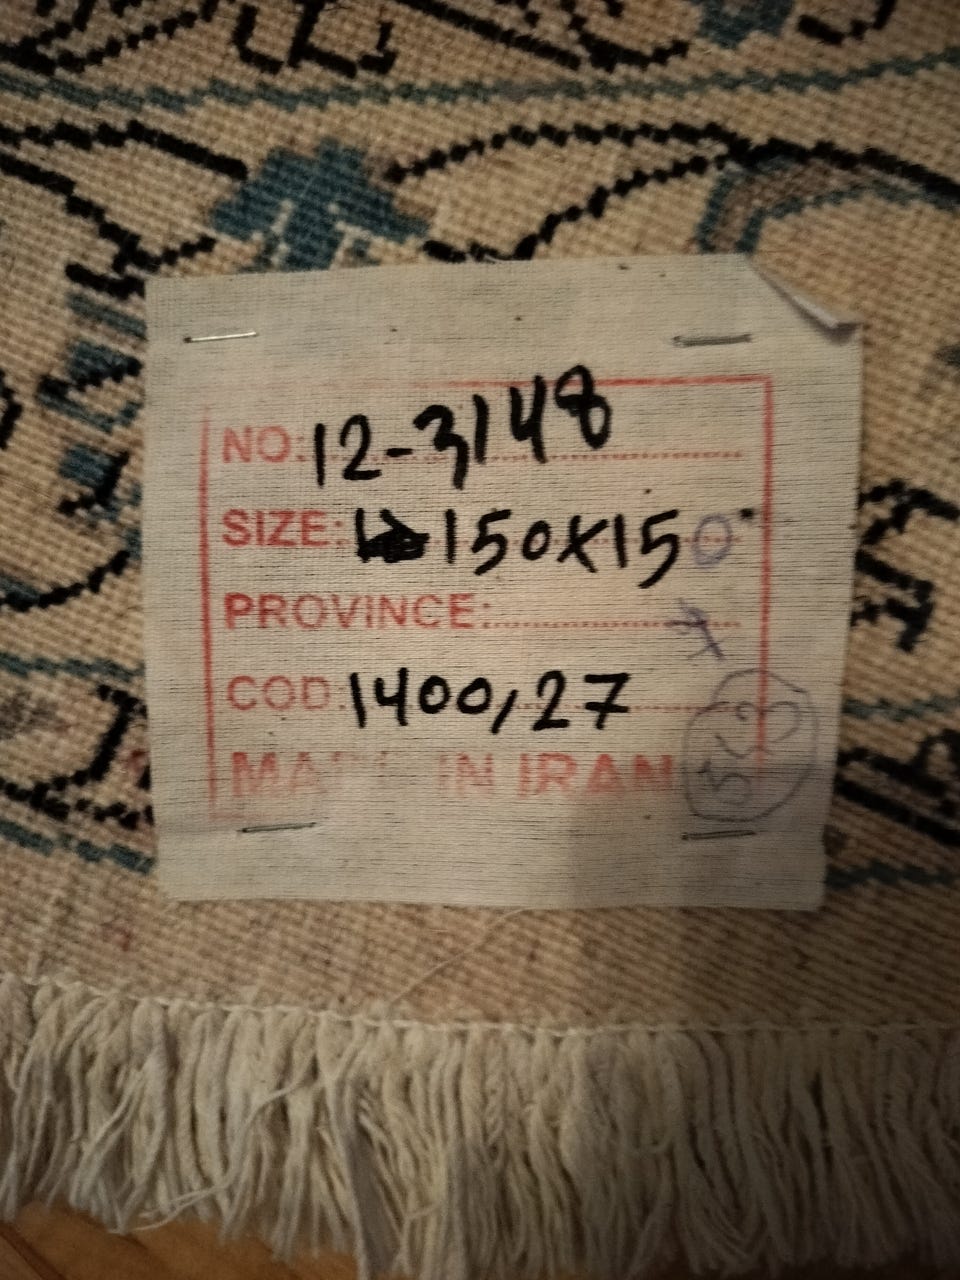 NO: 12-3148
SIZE: 150x150
PROVINCE:
COD: 1400,27
MADE IN IRAN